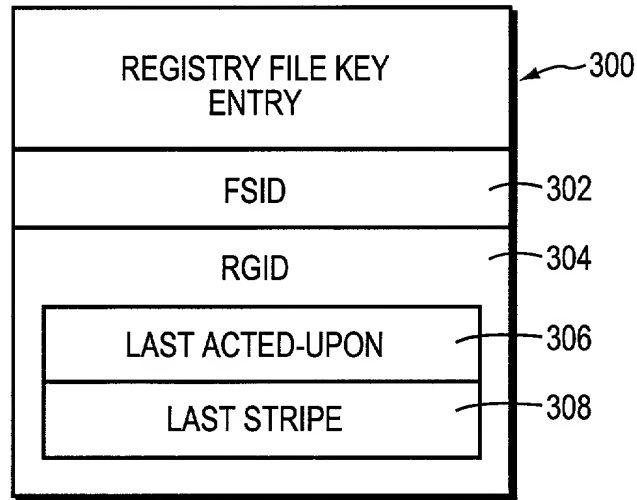 REGISTRY FILE KEY
ENTRY
300
FSID
302
RGID
304
LAST ACTED-UPON
306
LAST STRIPE
308